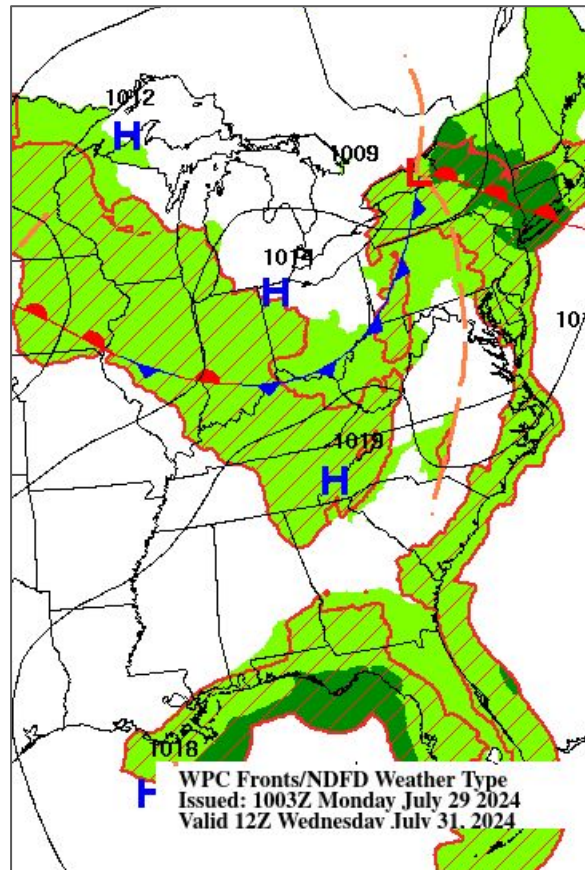 1012
H
1009
L
1014
H
1019
H
1018
WPC Fronts/NDFD Weather Type
Issued: 1003Z Monday July 29 2024
Valid 12Z Wednesday July 31, 2024